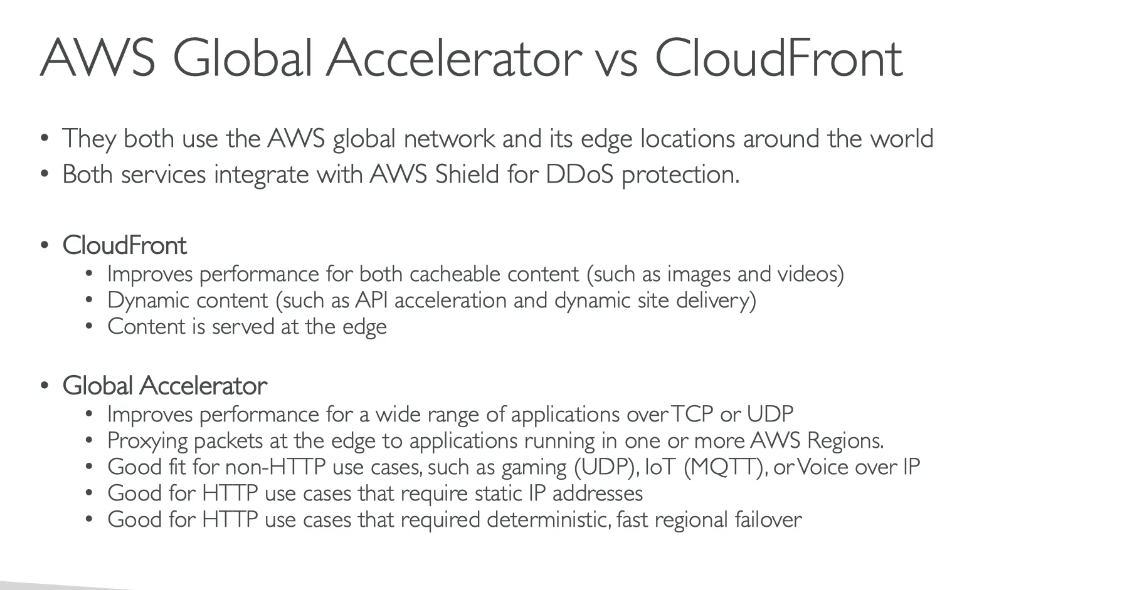 AWS Global Accelerator vs CloudFront
• They both use the AWS global network and its edge locations around the world
• Both services integrate with AWS Shield for DDoS protection.
• CloudFront
• Improves performance for both cacheable content (such as images and videos)
• Dynamic content (such as API acceleration and dynamic site delivery)
• Content is served at the edge
• Global Accelerator
• Improves performance for a wide range of applications over TCP or UDP
• Proxying packets at the edge to applications running in one or more AWS Regions.
• Good fit for non-HTTP use cases, such as gaming (UDP), IoT (MQTT), or Voice over IP
• Good for HTTP use cases that require static IP addresses
• Good for HTTP use cases that required deterministic, fast regional failover